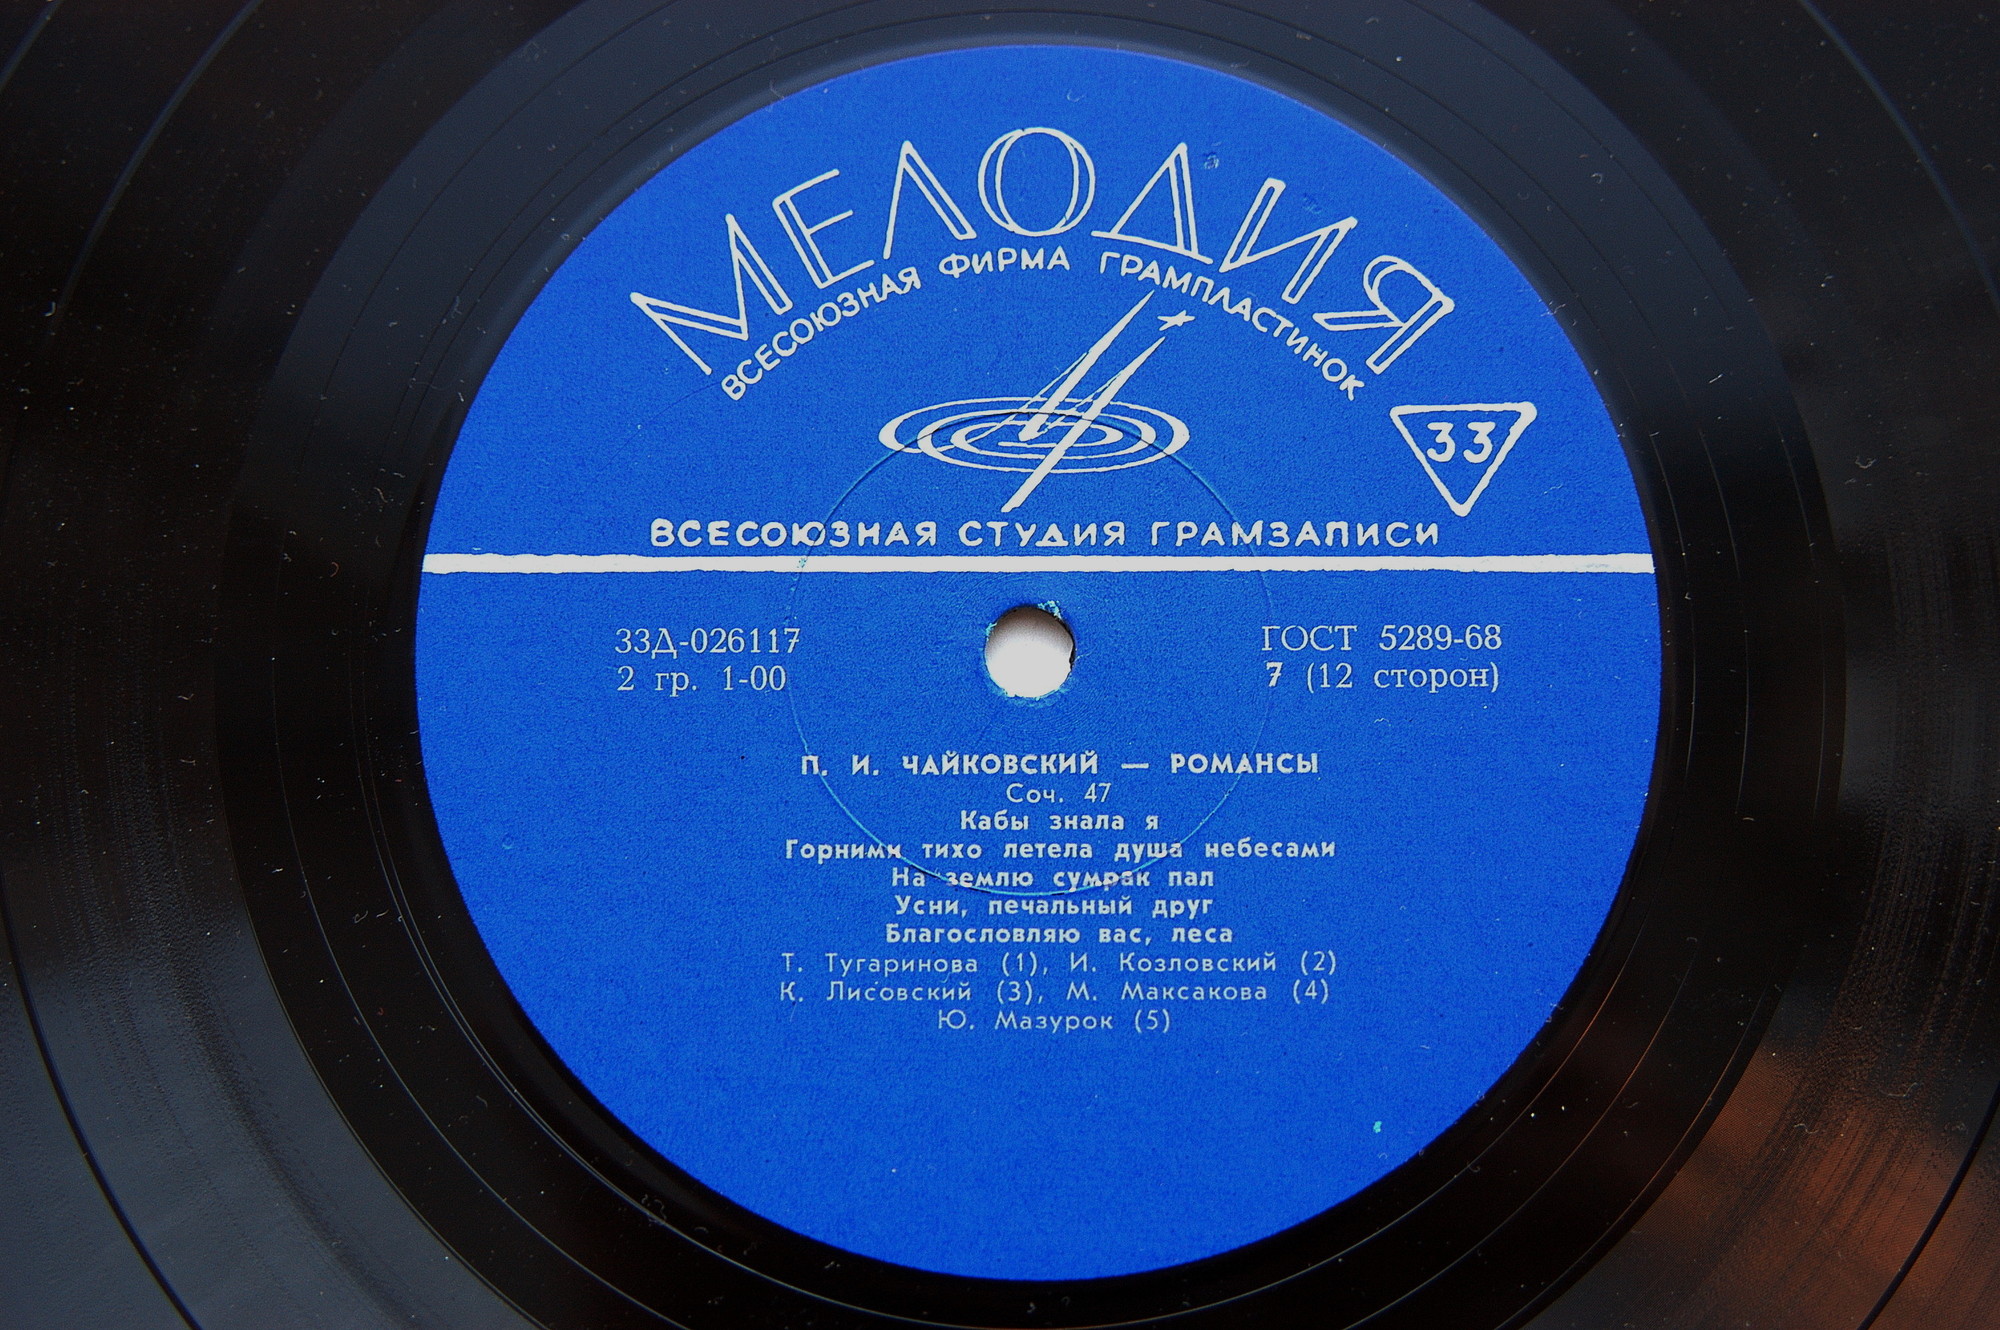 МЕЛОДИЯ
ВСЕСОЮЗНАЯ ФИРМА ГРАМПЛАСТИНОК
33
ВСЕСОЮЗНАЯ СТУДИЯ ГРАМЗАПИСИ
33Д-026117
2 гр. 1-00
ГОСТ 5289-68
7 (12 сторон)
П. И. ЧАЙКОВСКИЙ — РОМАНСЫ
Соч. 47
Кабы знала я
Горними тихо летела душа небесами
На землю сумрак пал
Усни, печальный друг
Благословляю вас, леса
Т. Тугаринова (1), И. Козловский (2)
К. Лисовский (3), М. Максакова (4)
Ю. Мазурок (5)